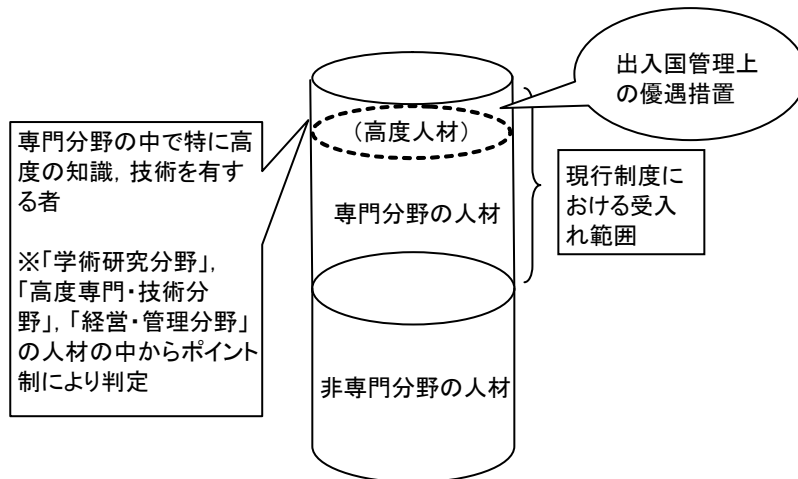 出入国管理上
の優遇措置
専門分野の中で特に高
度の知識，技術を有す
る者
※「学術研究分野」，
「高度専門・技術分
野」，「経営・管理分野」
の人材の中からポイント
制により判定
（高度人材）
専門分野の人材
非専門分野の人材
現行制度に
おける受入
れ範囲